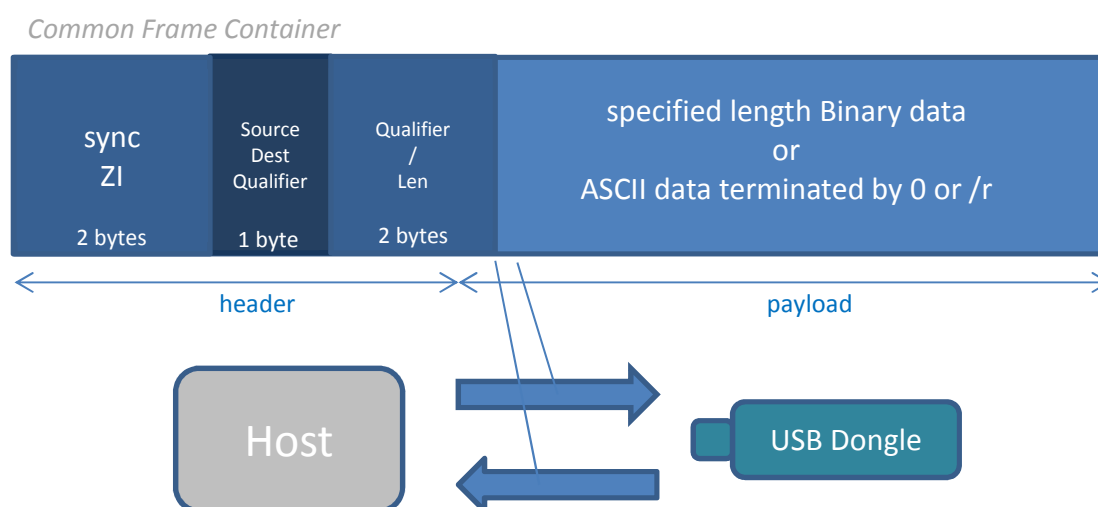 Common Frame Container
sync
ZI
2 bytes
Source
Dest
Qualifier
1 byte
Qualifier
/
Len
2 bytes
specified length Binary data
or
ASCII data terminated by 0 or /r
header
payload
Host
USB Dongle